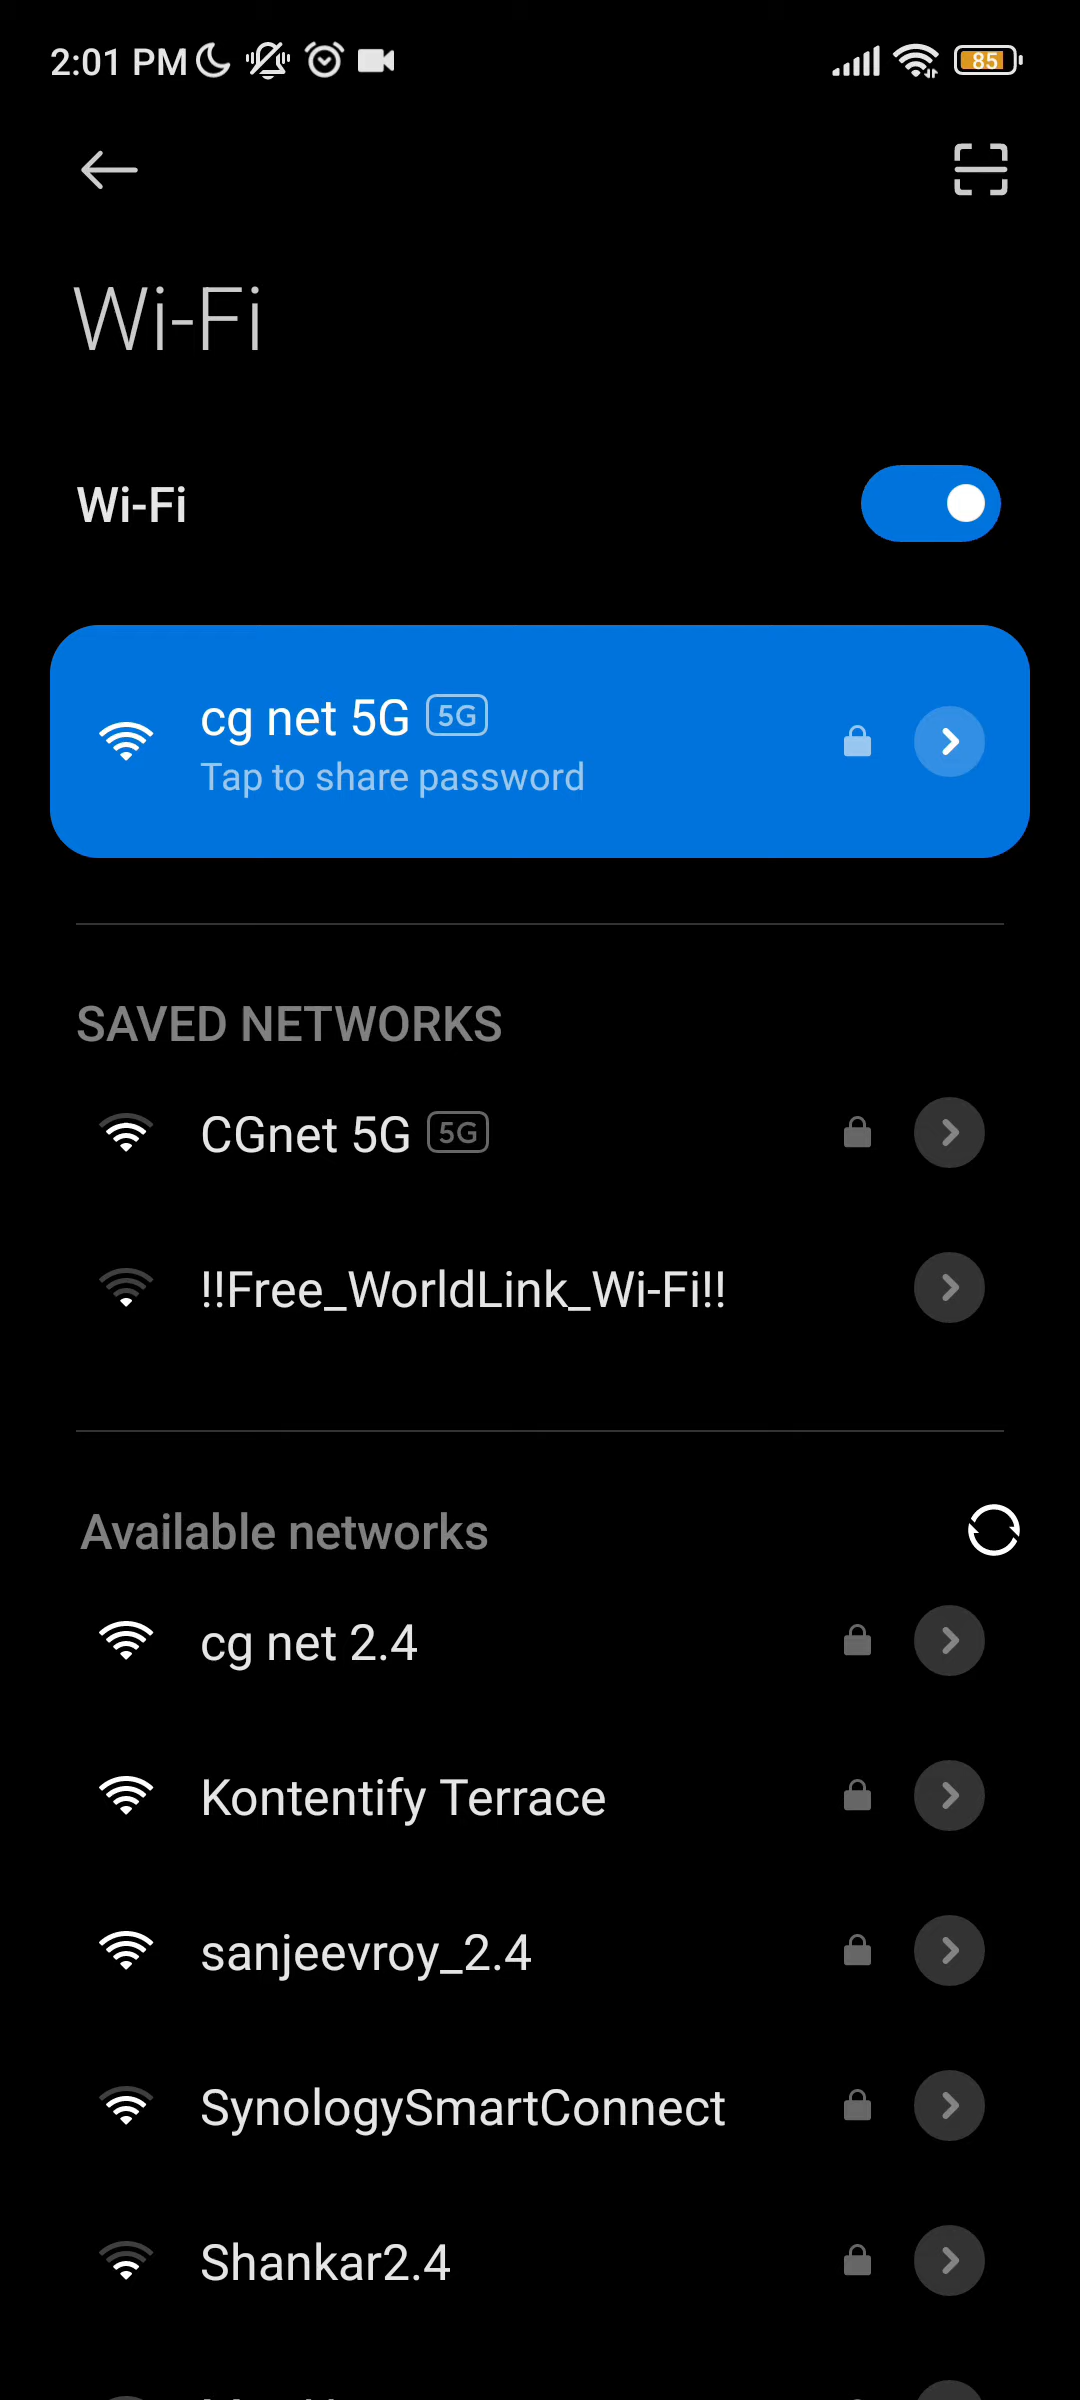 2:01 PM
85
Wi-Fi
Wi-Fi
cg net 5G 5G
Tap to share password
SAVED NETWORKS
CGnet 5G 5G
!!Free_WorldLink_Wi-Fi!!
Available networks
cg net 2.4
Kontentify Terrace
sanjeevroy_2.4
SynologySmartConnect
Shankar2.4